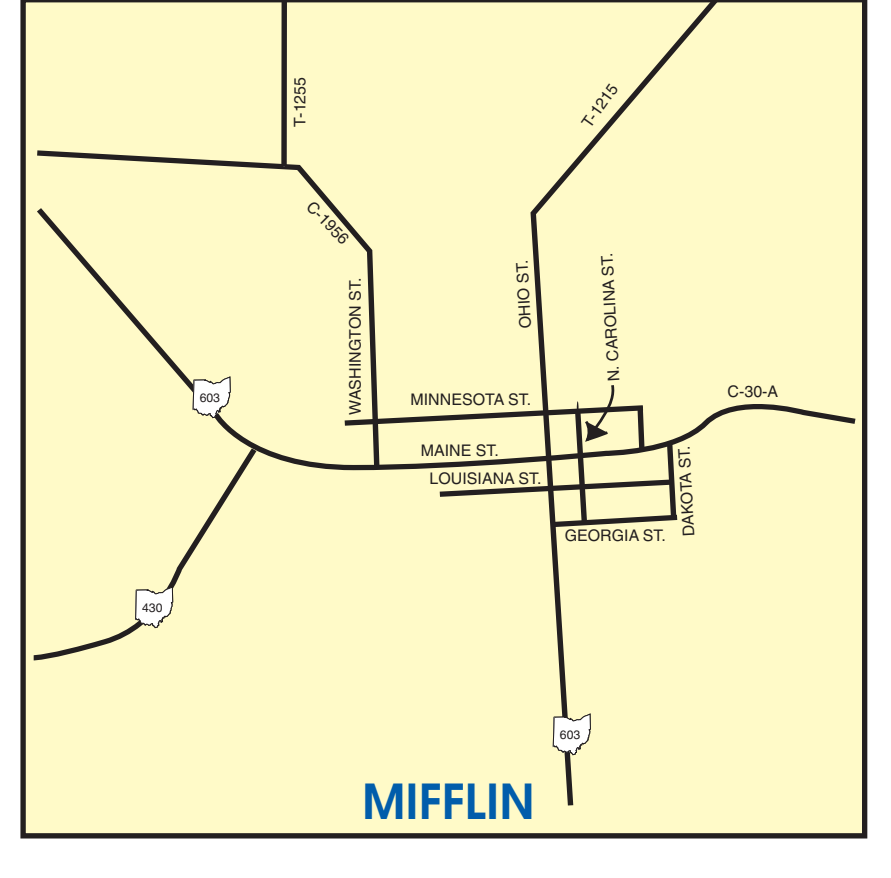 T-1255
T-1215
C-1956
WASHINGTON ST.
OHIO ST.
N. CAROLINA ST.
603
MINNESOTA ST.
C-30-A
MAINE ST.
LOUISIANA ST.
DAKOTA ST.
GEORGIA ST.
430
603
MIFFLIN